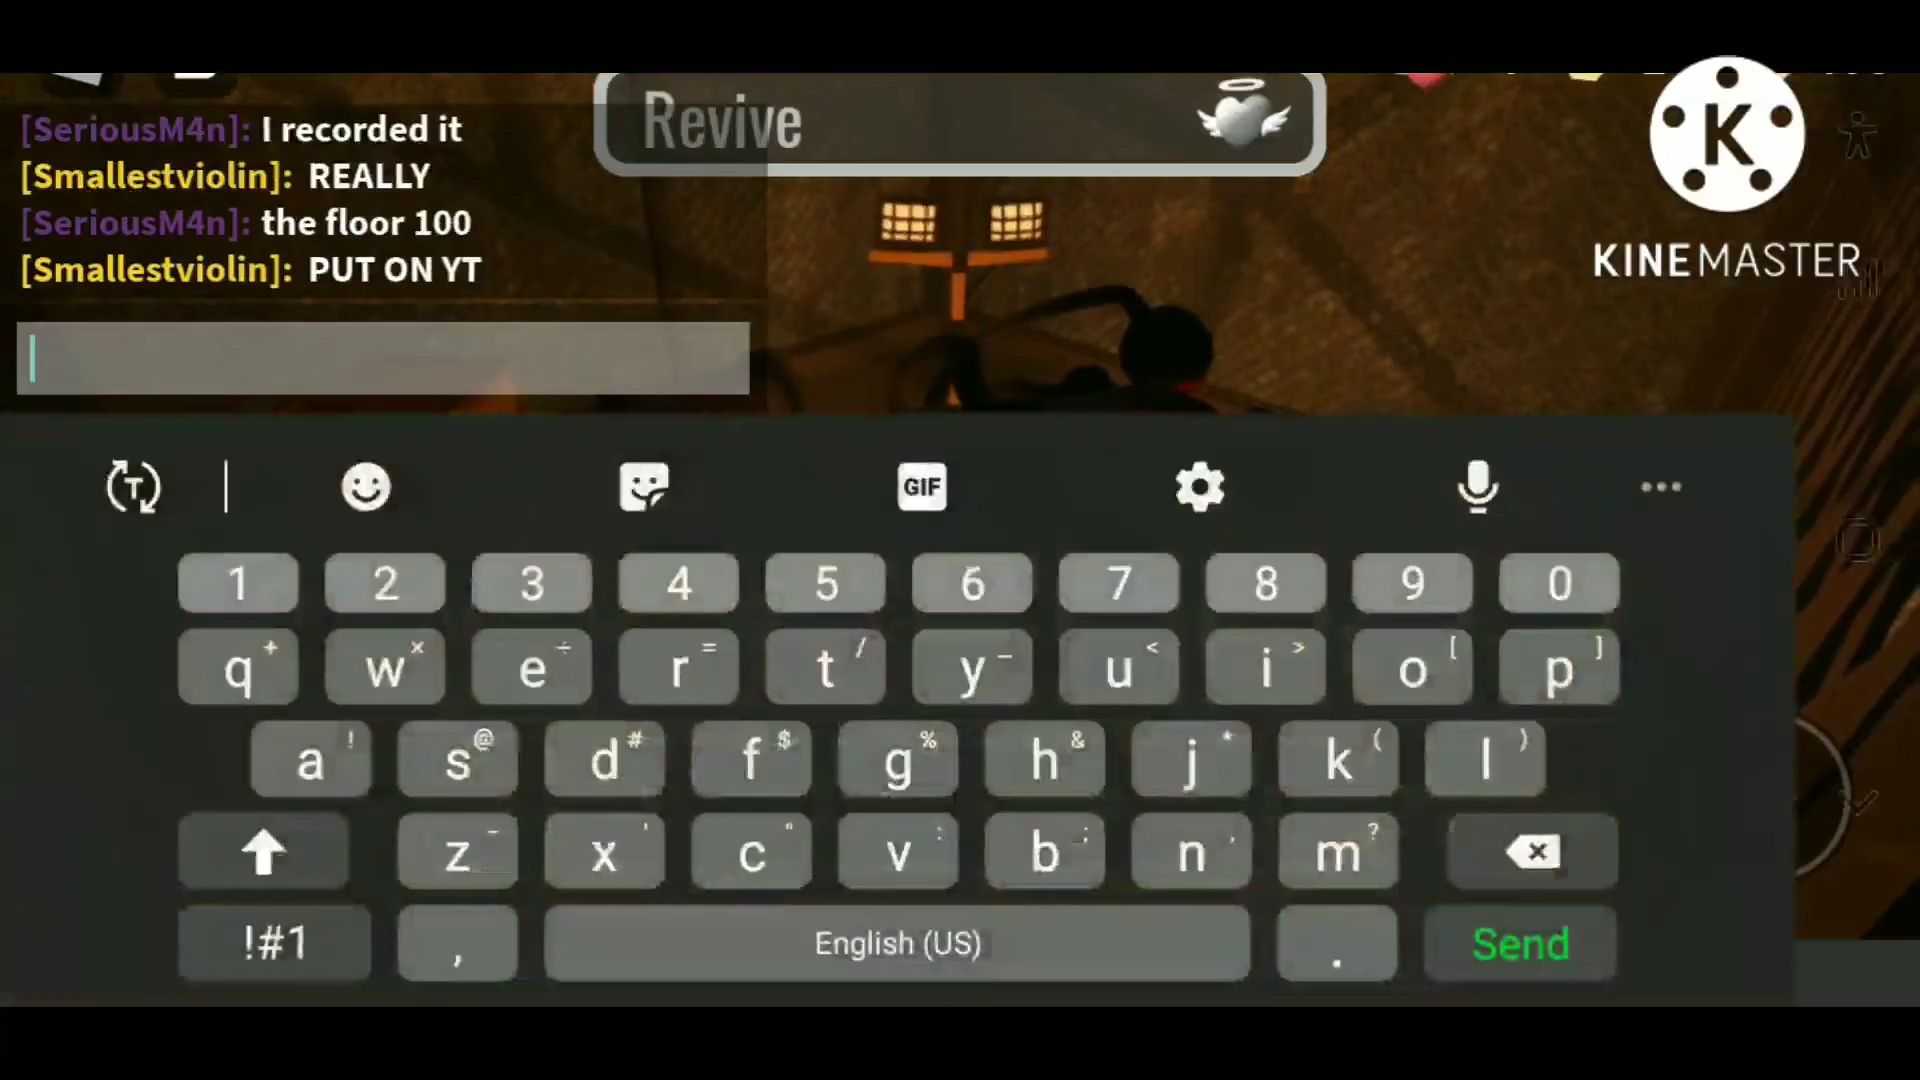 [SeriousM4n]: I recorded it
[Smallestviolin]: REALLY
[SeriousM4n]: the floor 100
[Smallestviolin]: PUT ON YT
Revive
K
KINEMASTER
T
GIF
1 2 3 4 5 6 7 8 9 0
q + w × e ÷ r = t / y _ u < i > o [ p ]
a ! s @ d # f $ g % h & j * k ( l )
z - x ' c " v : b ; n , m ?
!#1 , English (US) . Send